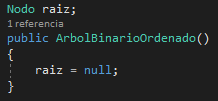 Nodo raiz;
1 referencia
public ArbolBinarioOrdenado()
{
raiz = null;
}